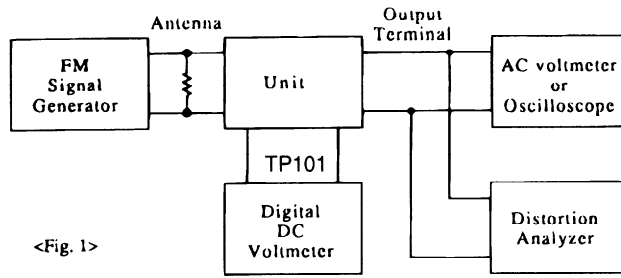 Antenna
Output
Terminal
FM
Signal
Generator
Unit
AC voltmeter
or
Oscilloscope
TP101
Digital
DC
Voltmeter
Distortion
Analyzer
<Fig. 1>